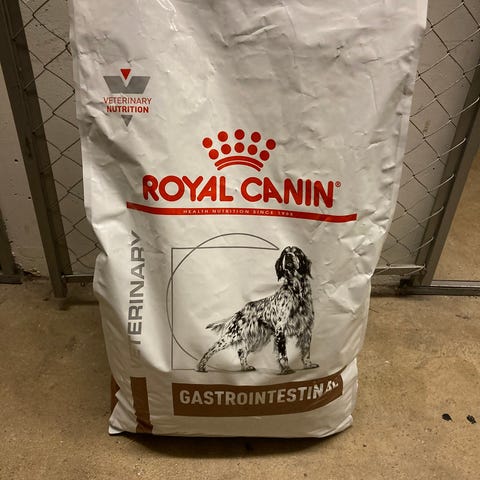 VETERINARY
NUTRITION
ROYAL CANIN®
HEALTH NUTRITION SINCE 1968
VETERINARY
GASTROINTESTINAL